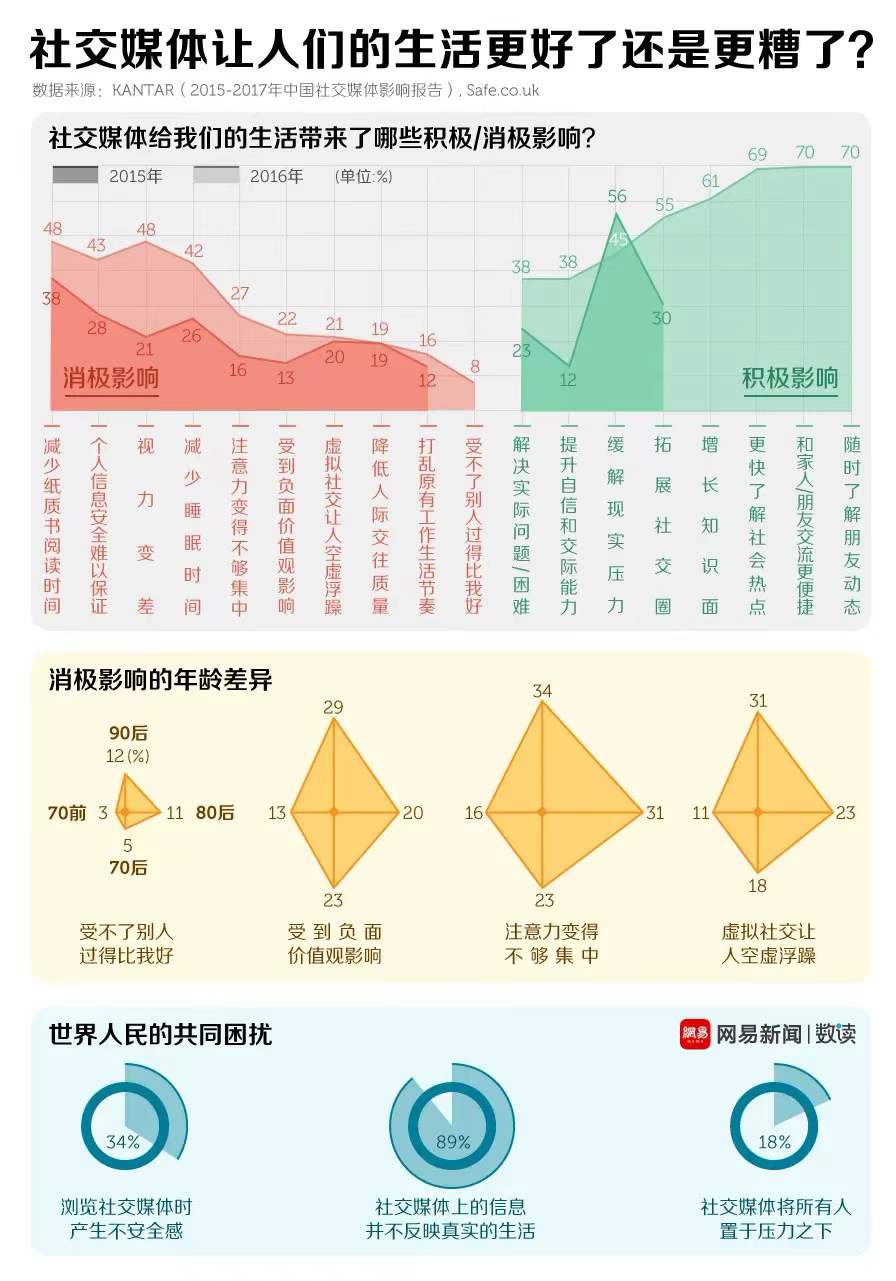 社交媒体让人们的生活更好了还是更糟了?
数据来源：KANTAR（2015-2017年中国社交媒体影响报告）, Safe.co.uk
社交媒体给我们的生活带来了哪些积极/消极影响?
2015年 2016年 (单位:%)
48 43 48 42 27 22 21 19 16 8
38 28 21 26 16 13 20 19 12
消极影响
38 38 45 55 61 69 70 70
23 12 56 30
积极影响
减少纸质书阅读时间
个人信息安全难以保证
视力变差
减少睡眠时间
注意力变得不够集中
受到负面价值观影响
虚拟社交让人空虚浮躁
降低人际交往质量
打乱原有工作生活节奏
受不了别人过得比我好
解决实际问题/困难
提升自信和交际能力
缓解现实压力
拓展社交圈
增长知识面
更快了解社会热点
和家人/朋友交流更便捷
随时了解朋友动态
消极影响的年龄差异
90后
12(%)
70前 3 11 80后
5
70后
受不了别人
过得比我好
29
13 20
23
受到负面
价值观影响
34
16 31
23
注意力变得
不够集中
31
11 23
18
虚拟社交让
人空虚浮躁
世界人民的共同困扰
網易
NEWS
网易新闻|数读
34%
浏览社交媒体时
产生不安全感
89%
社交媒体上的信息
并不反映真实的生活
18%
社交媒体将所有人
置于压力之下